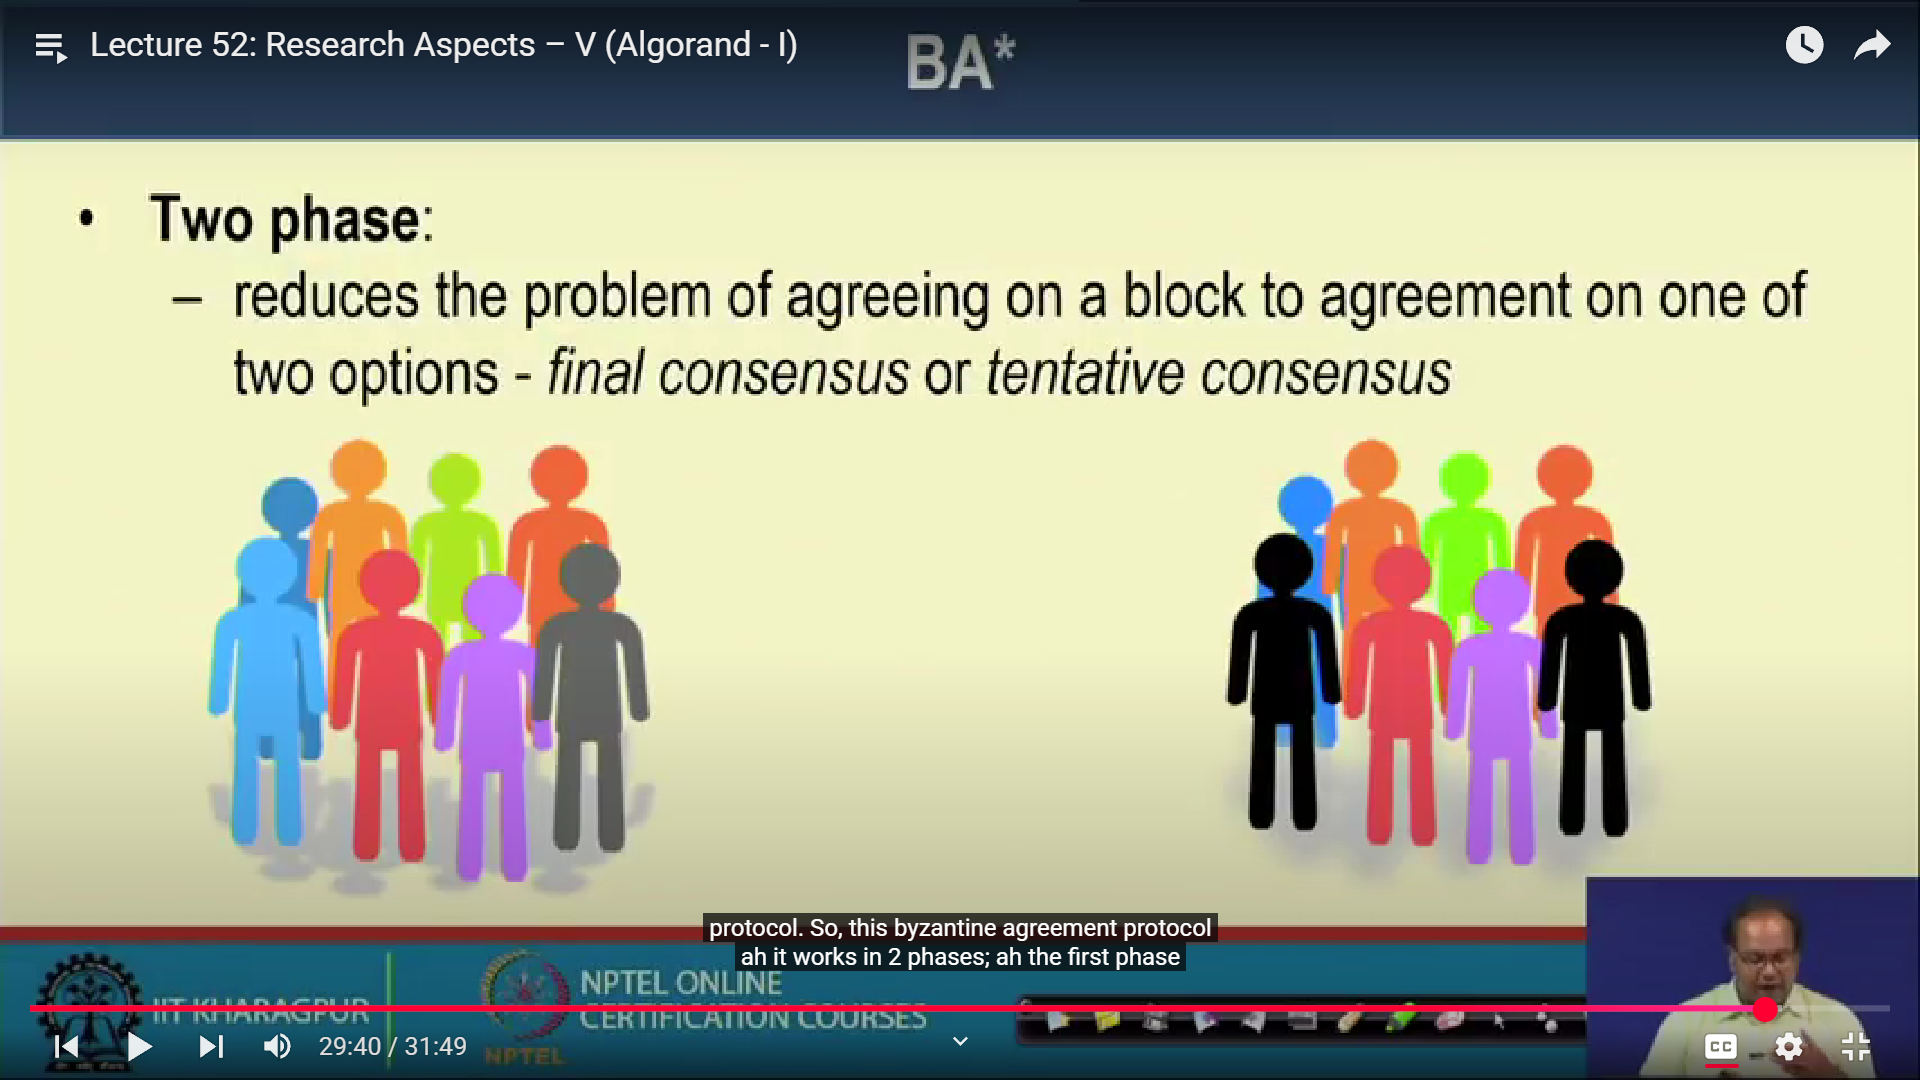 Lecture 52: Research Aspects – V (Algorand - I)
BA*
• Two phase:
– reduces the problem of agreeing on a block to agreement on one of
two options - final consensus or tentative consensus
protocol. So, this byzantine agreement protocol
ah it works in 2 phases; ah the first phase
IIT KHARAGPUR
NPTEL
NPTEL ONLINE
CERTIFICATION COURSES
29:40 / 31:49
CC